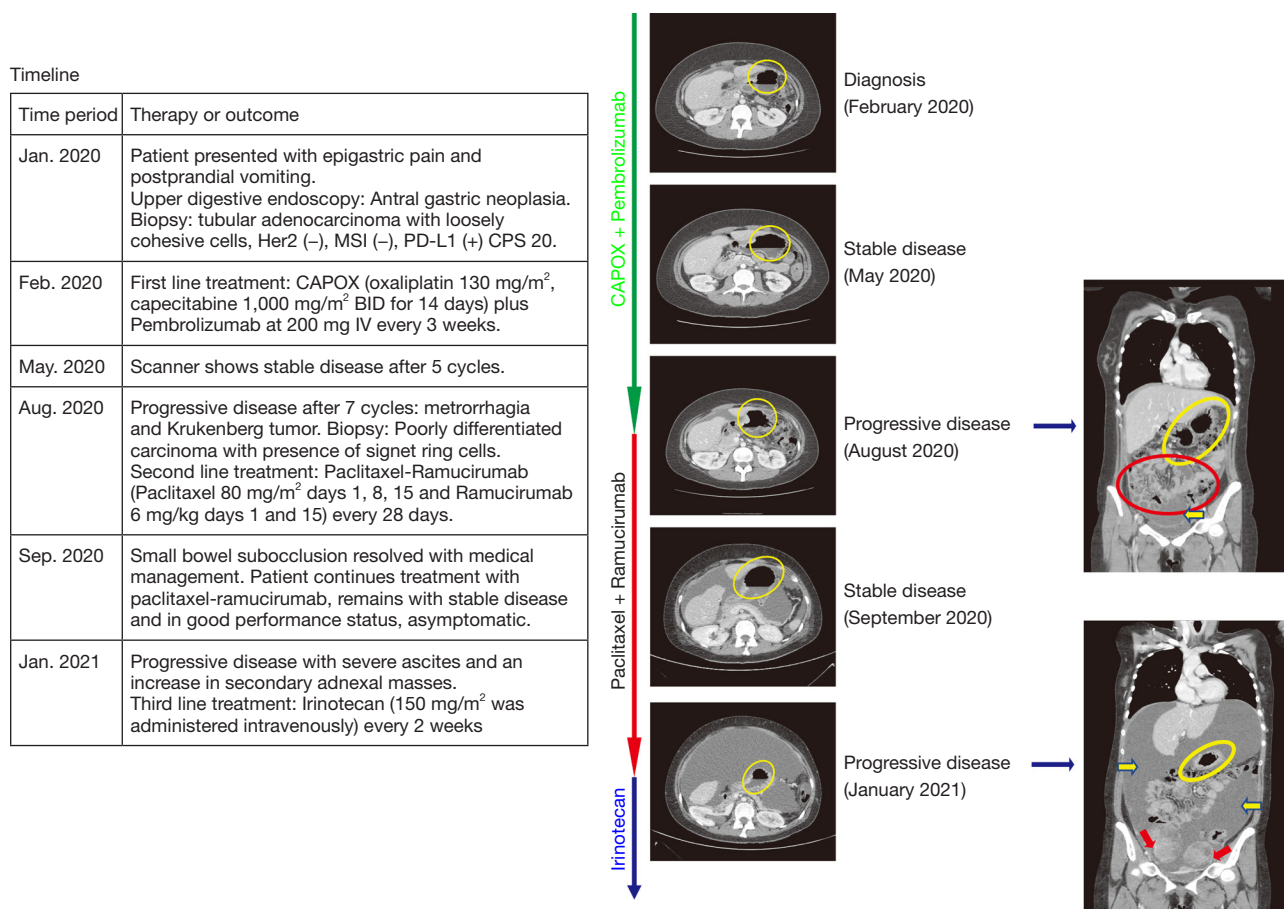 Timeline
Time period Therapy or outcome
Jan. 2020 Patient presented with epigastric pain and
postprandial vomiting.
Upper digestive endoscopy: Antral gastric neoplasia.
Biopsy: tubular adenocarcinoma with loosely
cohesive cells, Her2 (–), MSI (–), PD-L1 (+) CPS 20.
Feb. 2020 First line treatment: CAPOX (oxaliplatin 130 mg/m², 
capecitabine 1,000 mg/m² BID for 14 days) plus
Pembrolizumab at 200 mg IV every 3 weeks.
May. 2020 Scanner shows stable disease after 5 cycles.
Aug. 2020 Progressive disease after 7 cycles: metrorrhagia
and Krukenberg tumor. Biopsy: Poorly differentiated
carcinoma with presence of signet ring cells.
Second line treatment: Paclitaxel-Ramucirumab
(Paclitaxel 80 mg/m² days 1, 8, 15 and Ramucirumab
6 mg/kg days 1 and 15) every 28 days.
Sep. 2020 Small bowel subocclusion resolved with medical
management. Patient continues treatment with
paclitaxel-ramucirumab, remains with stable disease
and in good performance status, asymptomatic.
Jan. 2021 Progressive disease with severe ascites and an
increase in secondary adnexal masses.
Third line treatment: Irinotecan (150 mg/m² was
administered intravenously) every 2 weeks
CAPOX + Pembrolizumab
Paclitaxel + Ramucirumab
Irinotecan
Diagnosis
(February 2020)
Stable disease
(May 2020)
Progressive disease
(August 2020)
Stable disease
(September 2020)
Progressive disease
(January 2021)